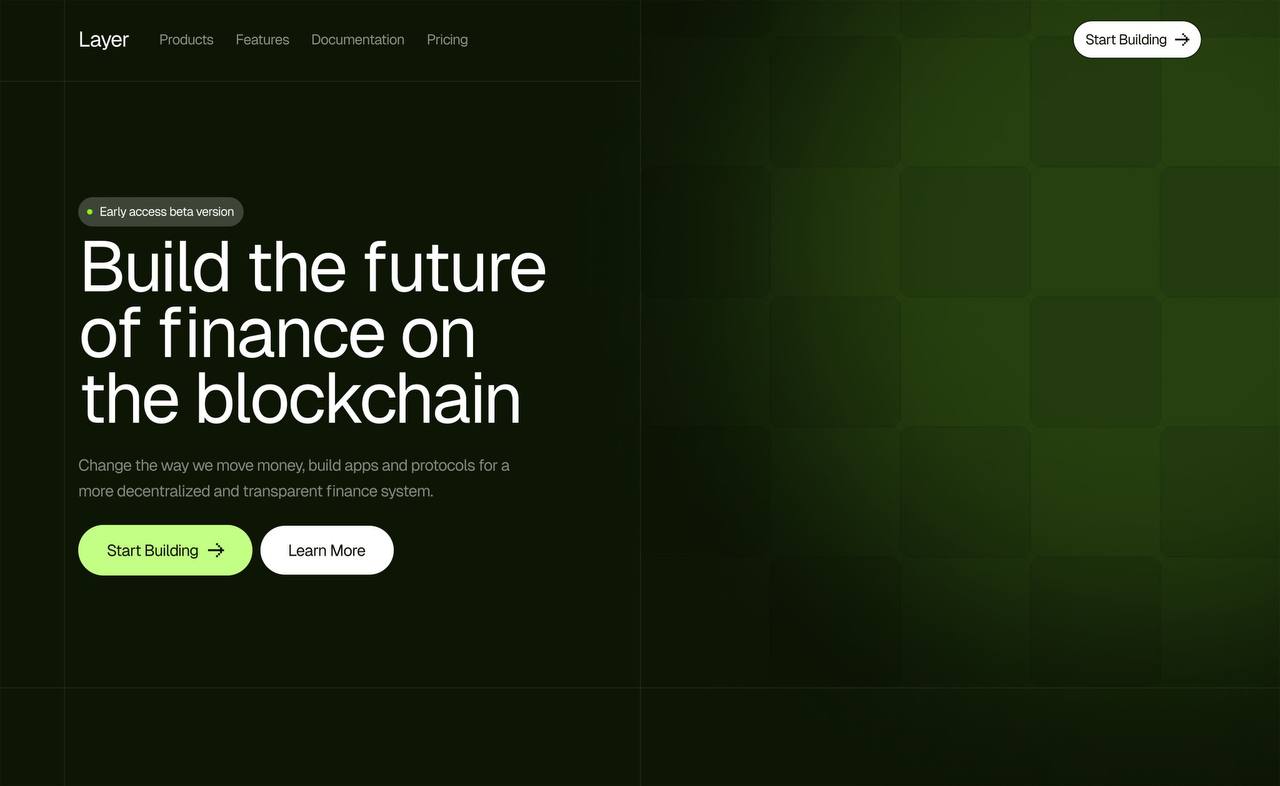 Layer
Products
Features
Documentation
Pricing
Start Building
Early access beta version
Build the future
of finance on
the blockchain
Change the way we move money, build apps and protocols for a
more decentralized and transparent finance system.
Start Building
Learn More